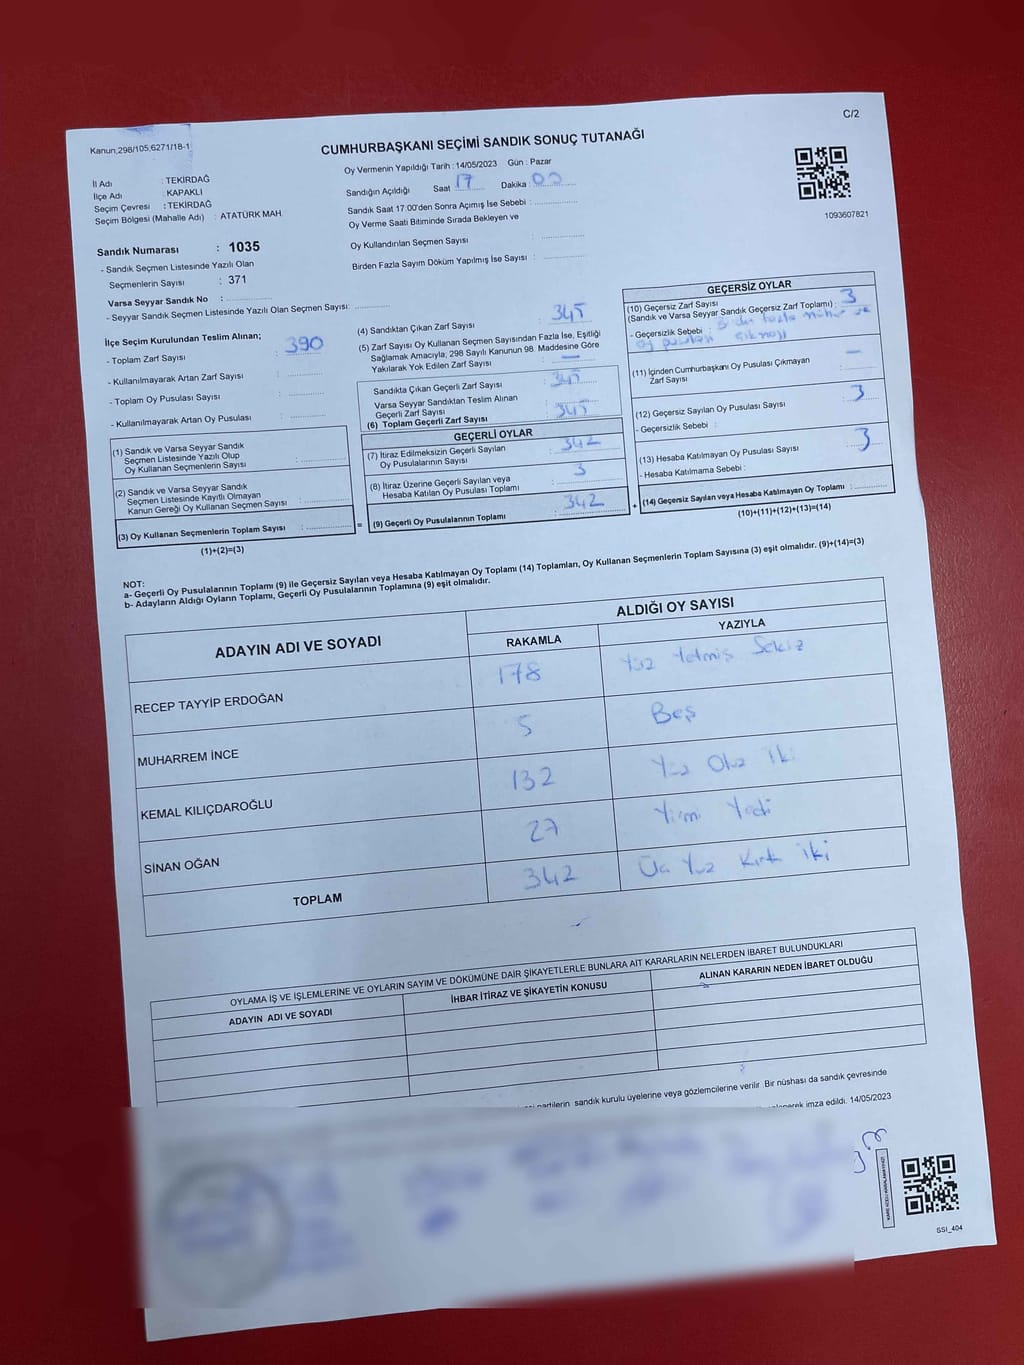 C/2
Kanun,298/105,6271/18-1
CUMHURBAŞKANI SEÇİMİ SANDIK SONUÇ TUTANAĞI
İl Adı : TEKİRDAĞ
İlçe Adı : KAPAKLI
Seçim Çevresi : TEKİRDAĞ
Seçim Bölgesi (Mahalle Adı) : ATATÜRK MAH.
Oy Vermenin Yapıldığı Tarih : 14/05/2023 Gün : Pazar
Sandığın Açıldığı Saat 17 Dakika : 00
Sandık Saat 17:00'den Sonra Açımış İse Sebebi :
Oy Verme Saati Bitiminde Sırada Bekleyen ve
Oy Kullandırılan Seçmen Sayısı :
Birden Fazla Sayım Döküm Yapılmış İse Sayısı :
1093607821
Sandık Numarası : 1035
- Sandık Seçmen Listesinde Yazılı Olan
Seçmenlerin Sayısı : 371
Varsa Seyyar Sandık No :
- Seyyar Sandık Seçmen Listesinde Yazılı Olan Seçmen Sayısı:
İlçe Seçim Kurulundan Teslim Alınan;
- Toplam Zarf Sayısı : 390
- Kullanılmayarak Artan Zarf Sayısı :
- Toplam Oy Pusulası Sayısı :
- Kullanılmayarak Artan Oy Pusulası :
(1) Sandık ve Varsa Seyyar Sandık
Seçmen Listesinde Yazılı Olup
Oy Kullanan Seçmenlerin Sayısı :
(2) Sandık ve Varsa Seyyar Sandık
Seçmen Listesinde Kayıtlı Olmayan
Kanun Gereği Oy Kullanan Seçmen Sayısı :
(3) Oy Kullanan Seçmenlerin Toplam Sayısı :
(1)+(2)=(3)
(4) Sandıktan Çıkan Zarf Sayısı : 345
(5) Zarf Sayısı Oy Kullanan Seçmen Sayısından Fazla İse, Eşitliği
Sağlamak Amacıyla, 298 Sayılı Kanunun 98. Maddesine Göre
Yakılarak Yok Edilen Zarf Sayısı : —
Sandıkta Çıkan Geçerli Zarf Sayısı : 345
Varsa Seyyar Sandıktan Teslim Alınan
Geçerli Zarf Sayısı :
(6) Toplam Geçerli Zarf Sayısı : 345
GEÇERLİ OYLAR
(7) İtiraz Edilmeksizin Geçerli Sayılan
Oy Pusulalarının Sayısı : 342
(8) İtiraz Üzerine Geçerli Sayılan veya
Hesaba Katılan Oy Pusulası Toplamı : 3
= (9) Geçerli Oy Pusulalarının Toplamı : 342
GEÇERSİZ OYLAR
(10) Geçersiz Zarf Sayısı
(Sandık ve Varsa Seyyar Sandık Geçersiz Zarf Toplamı) : 3
- Geçersizlik Sebebi : 3 den fazla mühür ve
oy pusulası çıkması
(11) İçinden Cumhurbaşkanı Oy Pusulası Çıkmayan
Zarf Sayısı : —
(12) Geçersiz Sayılan Oy Pusulası Sayısı : 3
- Geçersizlik Sebebi :
(13) Hesaba Katılmayan Oy Pusulası Sayısı : 3
- Hesaba Katılmama Sebebi :
+ (14) Geçersiz Sayılan veya Hesaba Katılmayan Oy Toplamı :
(10)+(11)+(12)+(13)=(14)
NOT:
a- Geçerli Oy Pusulalarının Toplamı (9) ile Geçersiz Sayılan veya Hesaba Katılmayan Oy Toplamı (14) Toplamları, Oy Kullanan Seçmenlerin Toplam Sayısına (3) eşit olmalıdır. (9)+(14)=(3)
b- Adayların Aldığı Oyların Toplamı, Geçerli Oy Pusulalarının Toplamına (9) eşit olmalıdır.
ADAYIN ADI VE SOYADI
ALDIĞI OY SAYISI
RAKAMLA YAZIYLA
RECEP TAYYİP ERDOĞAN 178 Yüz Yetmiş Sekiz
MUHARREM İNCE 5 Beş
KEMAL KILIÇDAROĞLU 132 Yüz Otuz İki
SİNAN OĞAN 27 Yirmi Yedi
TOPLAM 342 Üç Yüz Kırk iki
OYLAMA İŞ VE İŞLEMLERİNE VE OYLARIN SAYIM VE DÖKÜMÜNE DAİR ŞİKAYETLERLE BUNLARA AİT KARARLARIN NELERDEN İBARET BULUNDUKLARI
ADAYIN ADI VE SOYADI İHBAR İTİRAZ VE ŞİKAYETİN KONUSU ALINAN KARARIN NEDEN İBARET OLDUĞU
partilerin sandık kurulu üyelerine veya gözlemcilerine verilir Bir nüshası da sandık çevresinde
imza edildi. 14/05/2023
SSI_404